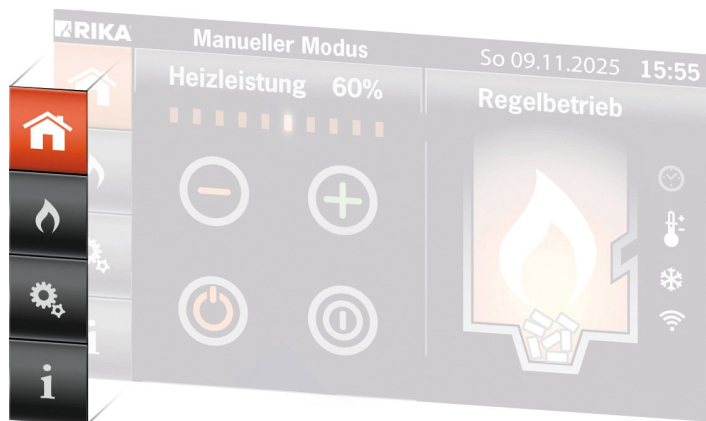 RIKA
Manueller Modus
So 09.11.2025 15:55
Heizleistung 60%
Regelbetrieb
i
i